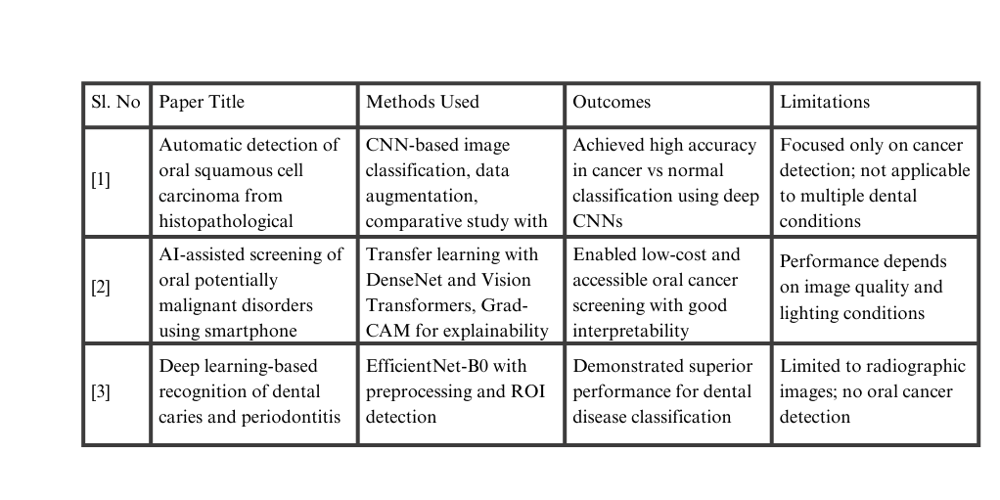 Sl. No
Paper Title
Methods Used
Outcomes
Limitations
[1]
Automatic detection of
oral squamous cell
carcinoma from
histopathological
CNN-based image
classification, data
augmentation,
comparative study with
Achieved high accuracy
in cancer vs normal
classification using deep
CNNs
Focused only on cancer
detection; not applicable
to multiple dental
conditions
[2]
AI-assisted screening of
oral potentially
malignant disorders
using smartphone
Transfer learning with
DenseNet and Vision
Transformers, Grad-
CAM for explainability
Enabled low-cost and
accessible oral cancer
screening with good
interpretability
Performance depends
on image quality and
lighting conditions
[3]
Deep learning-based
recognition of dental
caries and periodontitis
EfficientNet-B0 with
preprocessing and ROI
detection
Demonstrated superior
performance for dental
disease classification
Limited to radiographic
images; no oral cancer
detection